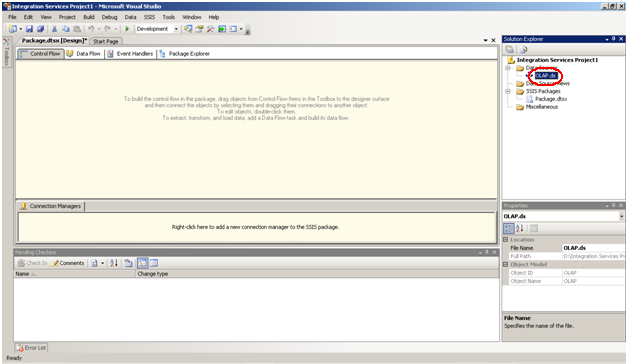 Integration Services Project1 - Microsoft Visual Studio
File Edit View Project Build Debug Data SSIS Tools Window Help
Development
Toolbox
Package.dtsx [Design]* Start Page
Control Flow Data Flow Event Handlers Package Explorer
To build the control flow in the package, drag objects from Control Flow Items in the Toolbox to the designer surface
and then connect the objects by selecting them and dragging their connections to another object.
To edit objects, double-click them.
To extract, transform, and load data, add a Data Flow task and build its data flow.
Connection Managers
Right-click here to add a new connection manager to the SSIS package.
Pending Checkins
Check In Comments
Name Change type
Error List
Ready
Solution Explorer
Integration Services Project1
Data
OLAP.ds
Data Source Views
SSIS Packages
Package.dtsx
Miscellaneous
Properties
OLAP.ds
Location
File Name OLAP.ds
Full Path D:\Integration Services Pr
Object Model
Object ID OLAP
Object Name OLAP
File Name
Specifies the name of the file.